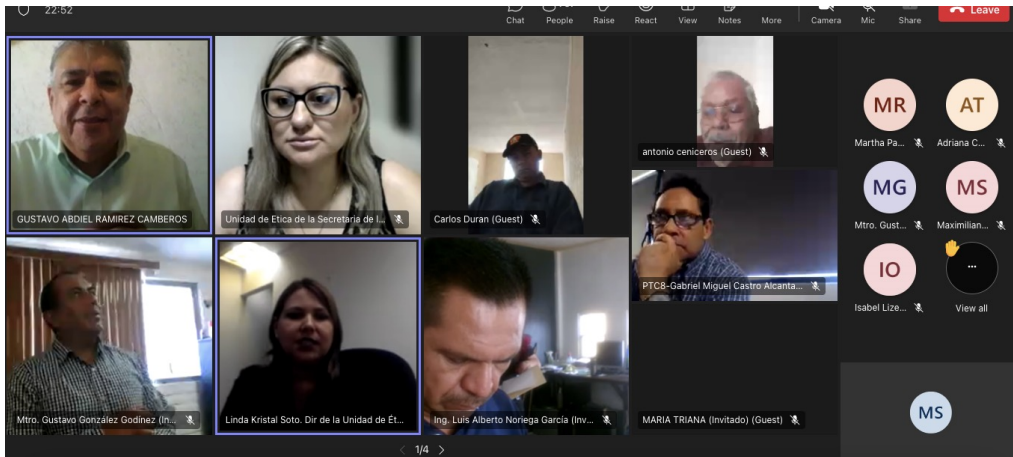 22:52
Chat People Raise React View Notes More Camera Mic Share Leave
GUSTAVO ABDIEL RAMIREZ CAMBEROS
Unidad de Etica de la Secretaria de l...
Carlos Duran (Guest)
antonio ceniceros (Guest)
PTC8-Gabriel Miguel Castro Alcanta...
Mtro. Gustavo González Godínez (In...
Linda Kristal Soto. Dir de la Unidad de Ét...
Ing. Luis Alberto Noriega García (Inv...
MARIA TRIANA (Invitado) (Guest)
MR
Martha Pa...
AT
Adriana C...
MG
Mtro. Gust...
MS
Maximilian...
IO
Isabel Lize...
...
View all
MS
< 1/4 >